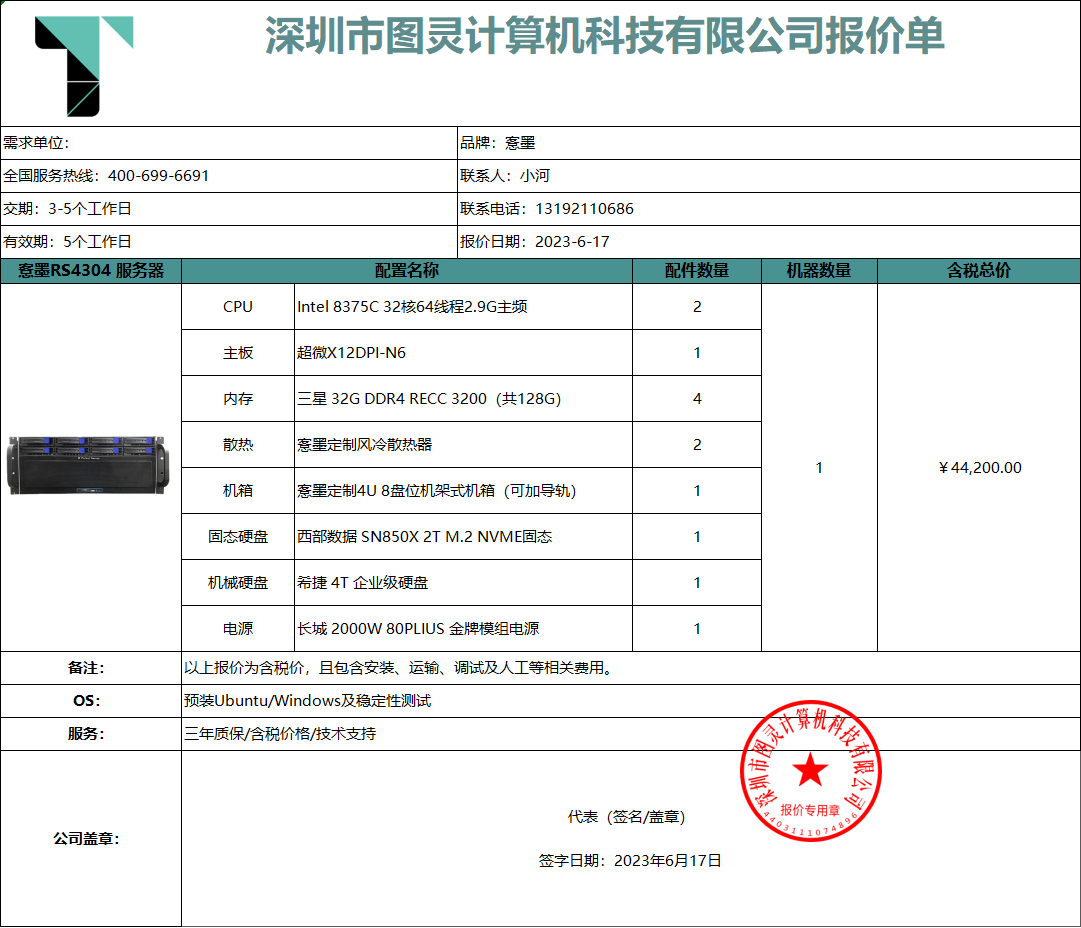 深圳市图灵计算机科技有限公司报价单
需求单位：
品牌：墨
全国服务热线：400-699-6691
联系人：小河
交期：3-5个工作日
联系电话：13192110686
有效期：5个工作日
报价日期：2023-6-17
墨RS4304 服务器 配置名称 配件数量 机器数量 含税总价
CPU Intel 8375C 32核64线程2.9G主频 2
主板 超微X12DPI-N6 1
内存 三星 32G DDR4 RECC 3200（共128G） 4
散热 墨定制风冷散热器 2
1 ￥44,200.00
机箱 墨定制4U 8盘位机架式机箱（可加导轨） 1
固态硬盘 西部数据 SN850X 2T M.2 NVME固态 1
机械硬盘 希捷 4T 企业级硬盘 1
电源 长城 2000W 80PLIUS 金牌模组电源 1
备注： 以上报价为含税价，且包含安装、运输、调试及人工等相关费用。
OS： 预装Ubuntu/Windows及稳定性测试
服务： 三年质保/含税价格/技术支持
公司盖章：
代表（签名/盖章）
签字日期：2023年6月17日
深圳市图灵计算机科技有限公司
报价专用章
4403111074896